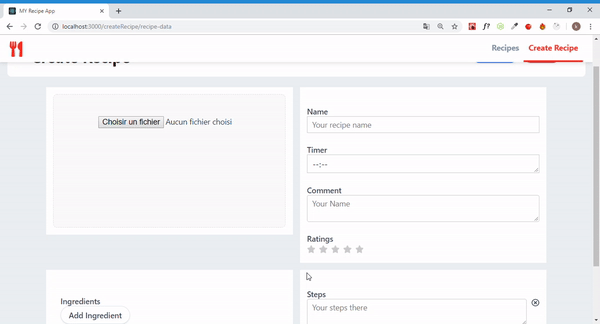 MY Recipe App
localhost:3000/createRecipe/recipe-data
Recipes
Create Recipe
Create Recipe
Choisir un fichier Aucun fichier choisi
Name
Your recipe name
Timer
--:--
Comment
Your Name
Ratings
Ingredients
Add Ingredient
Steps
Your steps there